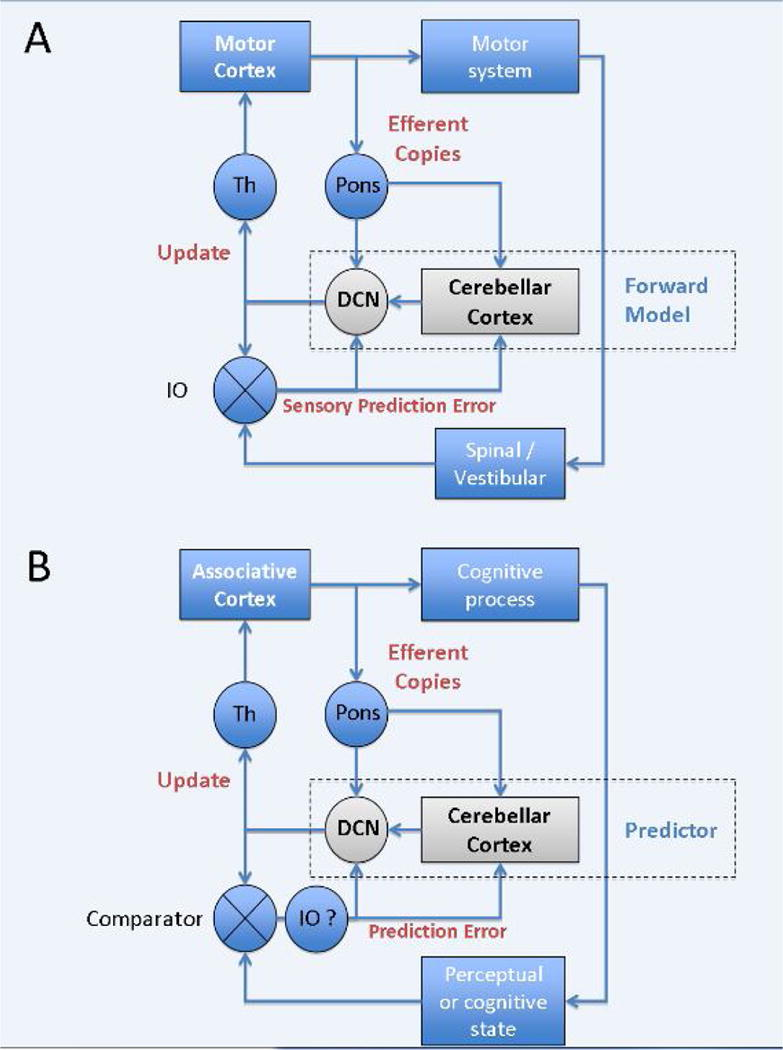 A
Motor
Cortex
Motor
system
Efferent
Copies
Th
Pons
Update
DCN
Cerebellar
Cortex
Forward
Model
IO
Sensory Prediction Error
Spinal /
Vestibular
B
Associative
Cortex
Cognitive
process
Efferent
Copies
Th
Pons
Update
DCN
Cerebellar
Cortex
Predictor
Comparator
IO ?
Prediction Error
Perceptual
or cognitive
state